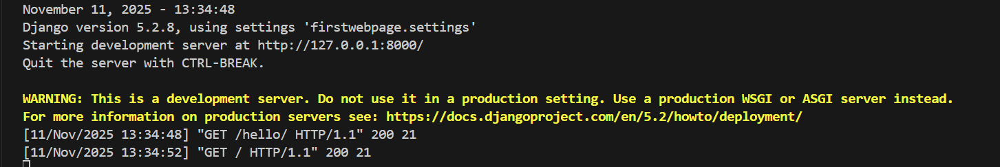 November 11, 2025 - 13:34:48
Django version 5.2.8, using settings 'firstwebpage.settings'
Starting development server at http://127.0.0.1:8000/
Quit the server with CTRL-BREAK.
WARNING: This is a development server. Do not use it in a production setting. Use a production WSGI or ASGI server instead.
For more information on production servers see: https://docs.djangoproject.com/en/5.2/howto/deployment/
[11/Nov/2025 13:34:48] "GET /hello/ HTTP/1.1" 200 21
[11/Nov/2025 13:34:52] "GET / HTTP/1.1" 200 21